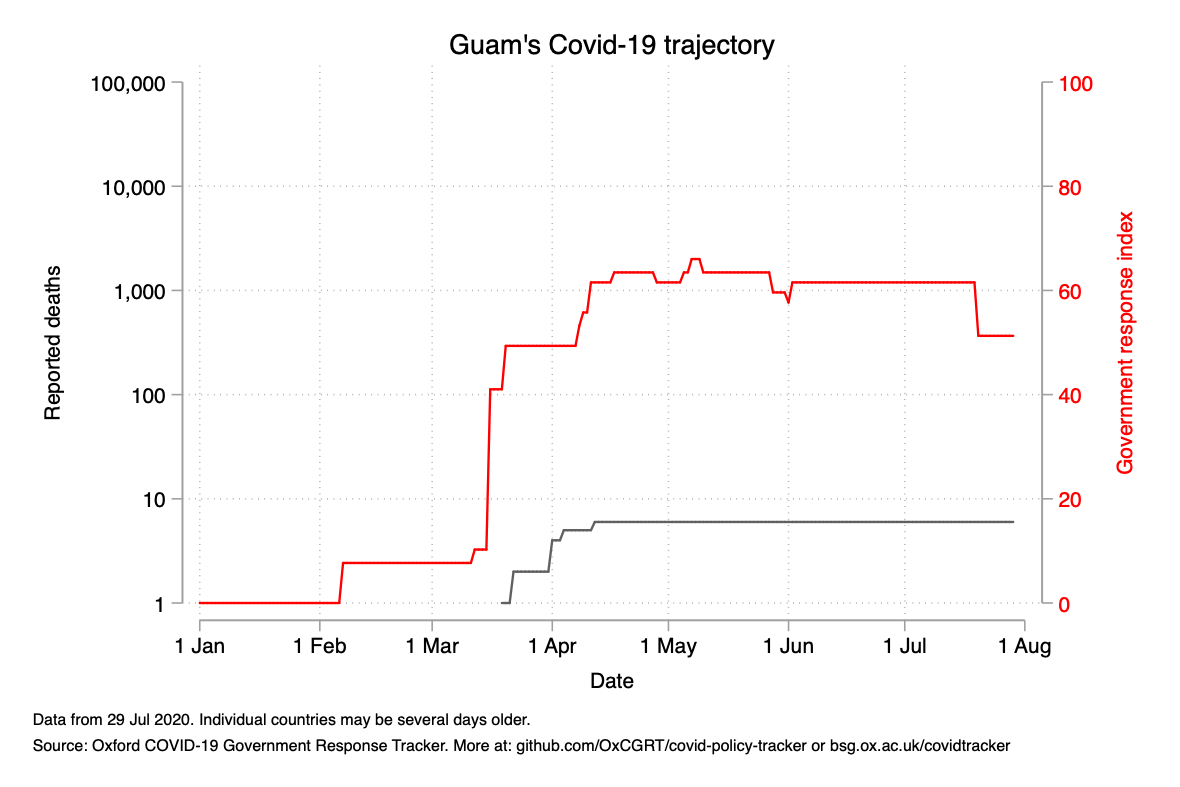 Guam's Covid-19 trajectory
100,000
10,000
1,000
100
10
1
Reported deaths
100
80
60
40
20
0
Government response index
1 Jan 1 Feb 1 Mar 1 Apr 1 May 1 Jun 1 Jul 1 Aug
Date
Data from 29 Jul 2020. Individual countries may be several days older.
Source: Oxford COVID-19 Government Response Tracker. More at: github.com/OxCGRT/covid-policy-tracker or bsg.ox.ac.uk/covidtracker